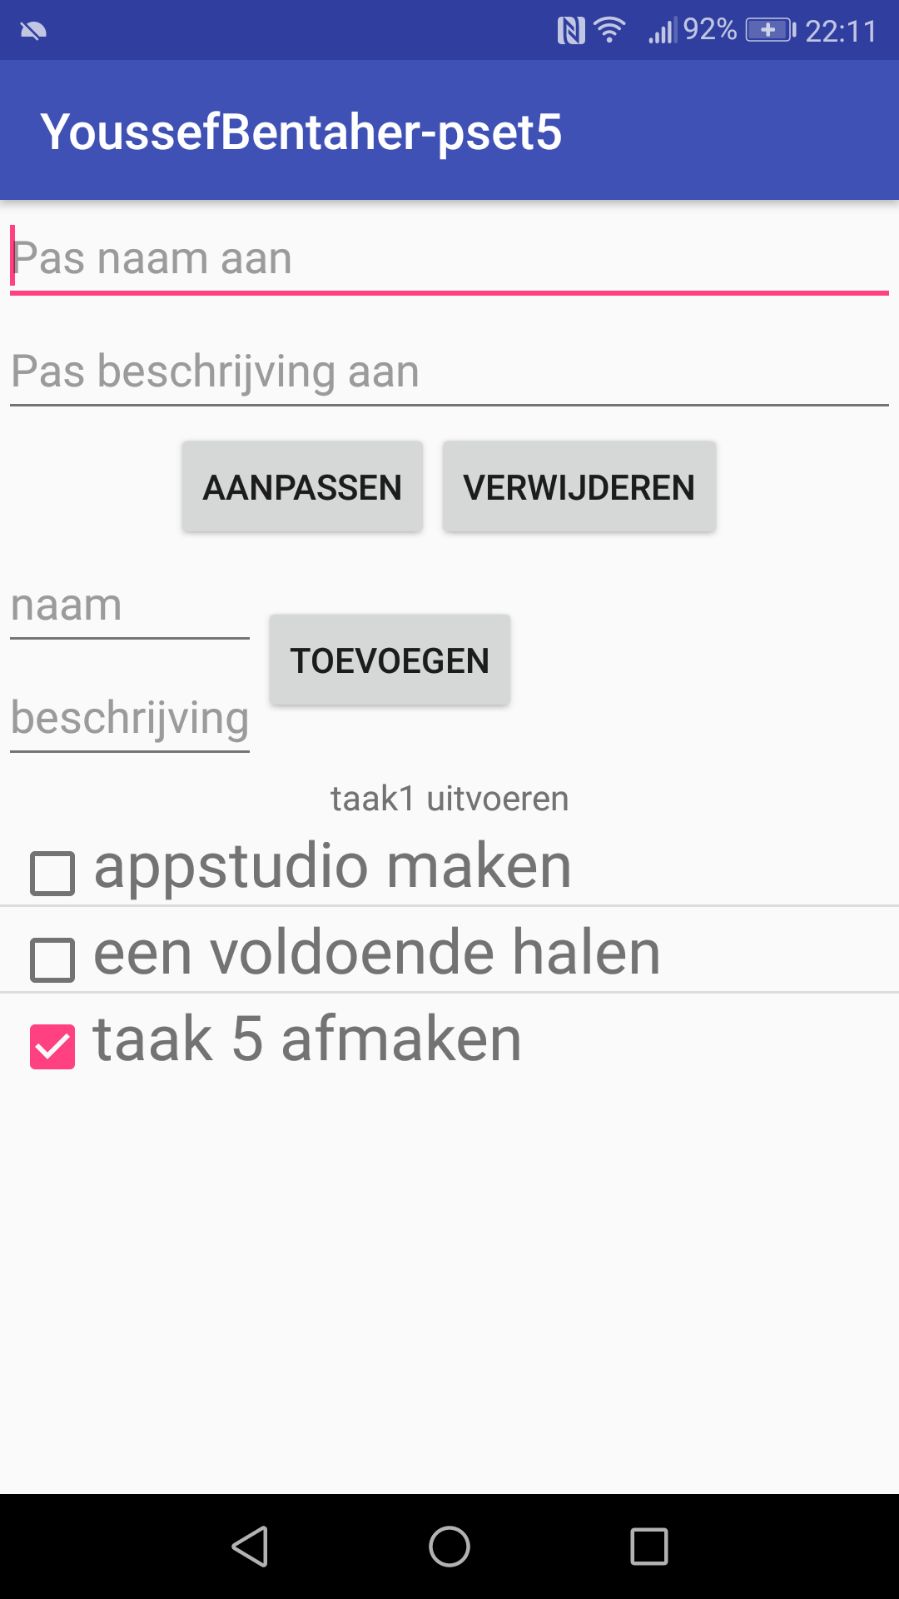 92% 22:11
YoussefBentaher-pset5
Pas naam aan
Pas beschrijving aan
AANPASSEN VERWIJDEREN
naam
TOEVOEGEN
beschrijving
taak1 uitvoeren
appstudio maken
een voldoende halen
taak 5 afmaken